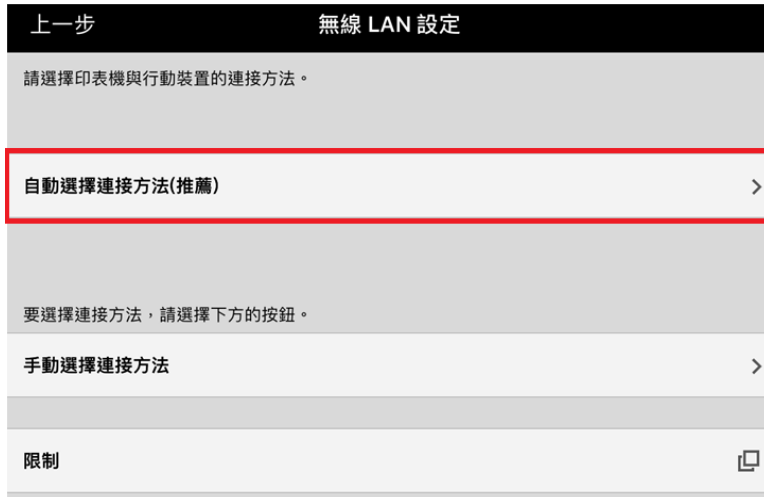 上一步
無線 LAN 設定
請選擇印表機與行動裝置的連接方法。
自動選擇連接方法(推薦)
要選擇連接方法，請選擇下方的按鈕。
手動選擇連接方法
限制